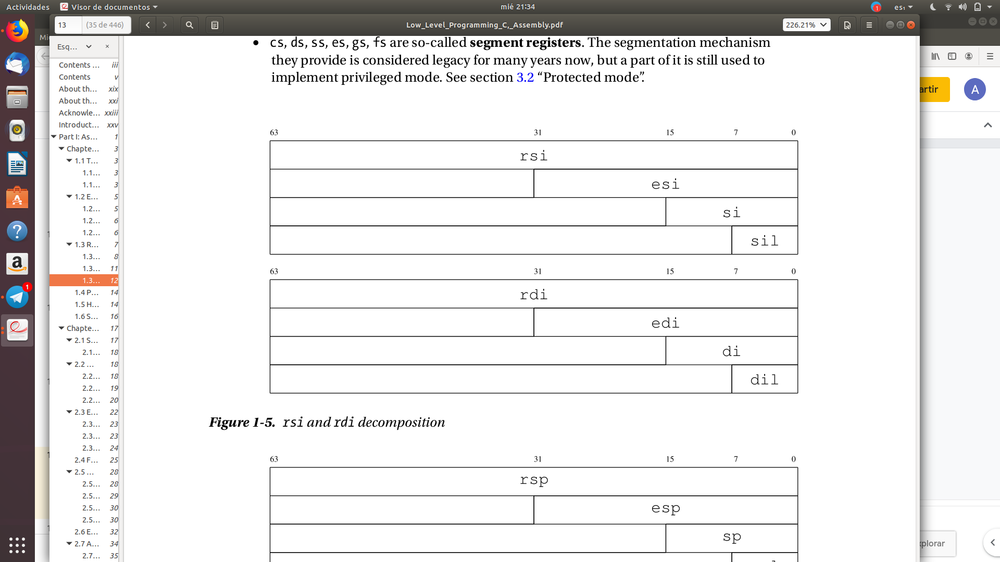 Actividades
Visor de documentos
mié 21:34
1
es₁
13
(35 de 446)
Low_Level_Programming_C,_Assembly.pdf
226.21%
Esq...
Contents ... iii
Contents v
About th... xix
About th... xxi
Acknowle... xxiii
Introduct... xxv
Part I: As... 1
Chapte... 3
1.1 T... 3
1.1... 3
1.1... 3
1.2 E... 5
1.2... 5
1.2... 6
1.2... 6
1.3 R... 7
1.3... 8
1.3... 11
1.3... 12
1.4 P... 14
1.5 H... 14
1.6 S... 16
Chapte... 17
2.1 S... 17
2.1... 18
2.2 ... 18
2.2... 18
2.2... 19
2.2... 20
2.3 E... 22
2.3... 23
2.3... 23
2.3... 24
2.4 F... 25
2.5 ... 28
2.5... 28
2.5... 29
2.5... 30
2.5... 30
2.6 E... 32
2.7 A... 34
2.7... 35
• cs, ds, ss, es, gs, fs are so-called segment registers. The segmentation mechanism
they provide is considered legacy for many years now, but a part of it is still used to
implement privileged mode. See section 3.2 “Protected mode”.
63 31 15 7 0
rsi
esi
si
sil
63 31 15 7 0
rdi
edi
di
dil
Figure 1-5. rsi and rdi decomposition
63 31 15 7 0
rsp
esp
sp
artir
A
plorar
a
1